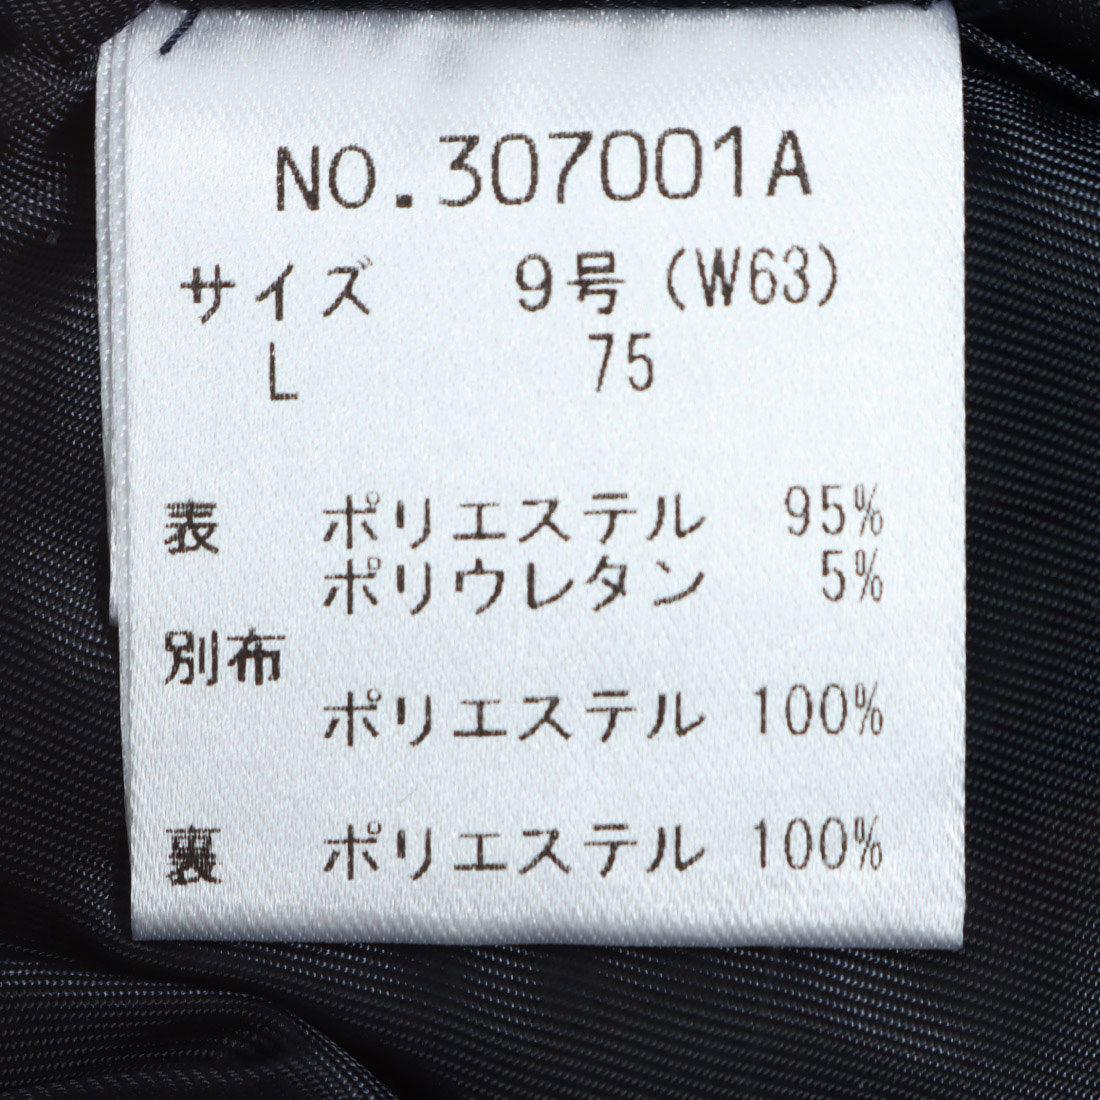 NO.307001A
サイズ 9号(W63)
L 75
表 ポリエステル 95%
ポリウレタン 5%
別布
ポリエステル 100%
裏 ポリエステル 100%